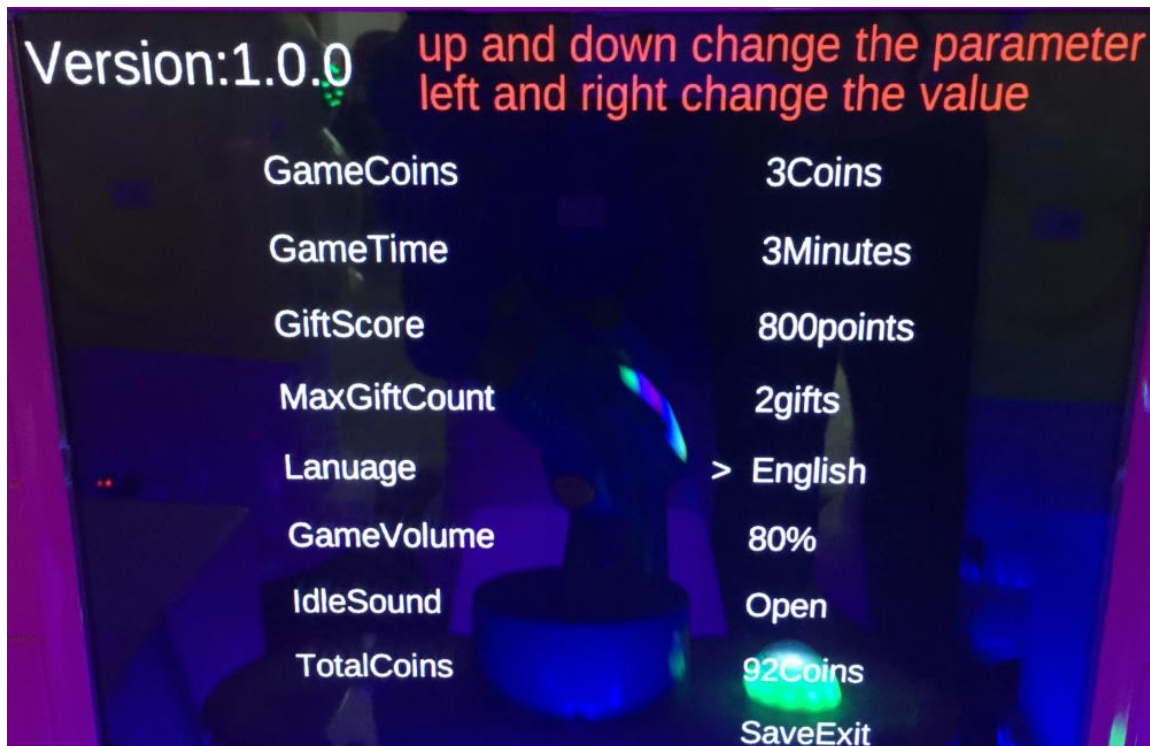 Version:1.0.0
up and down change the parameter
left and right change the value
GameCoins 3Coins
GameTime 3Minutes
GiftScore 800points
MaxGiftCount 2gifts
Lanuage > English
GameVolume 80%
IdleSound Open
TotalCoins 92Coins
SaveExit